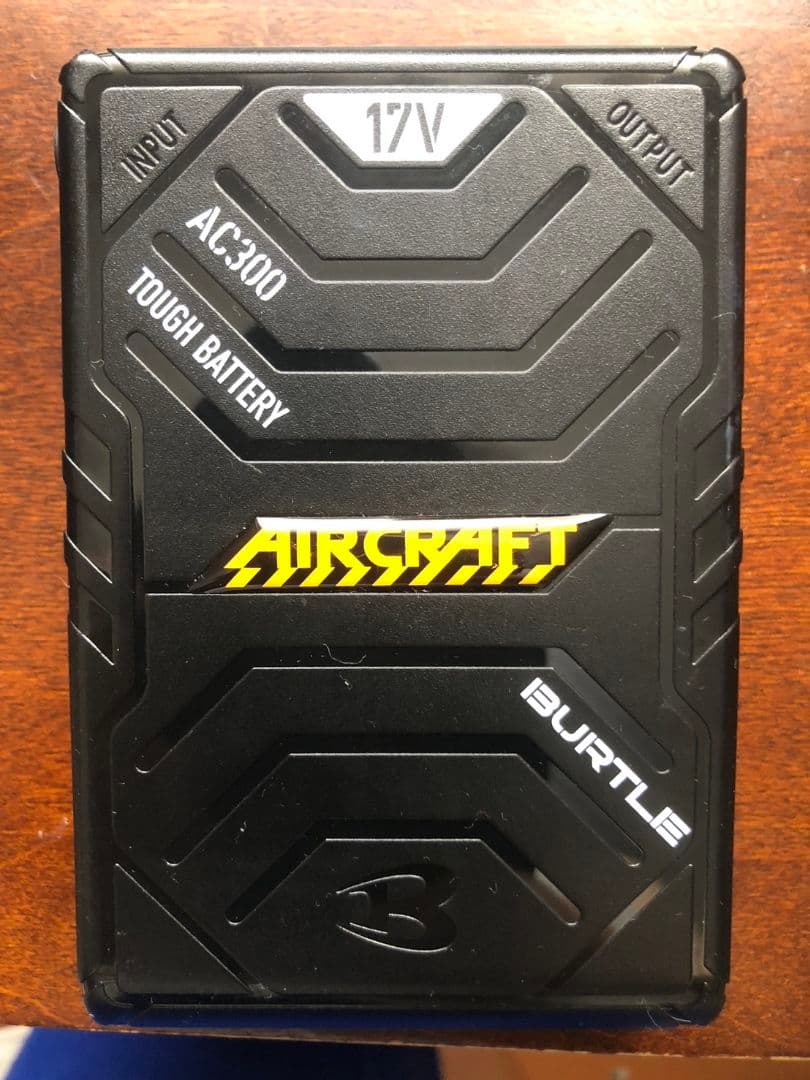 17V
INPUT
OUTPUT
AC300
TOUGH BATTERY
AIRCRAFT
BURTLE
B